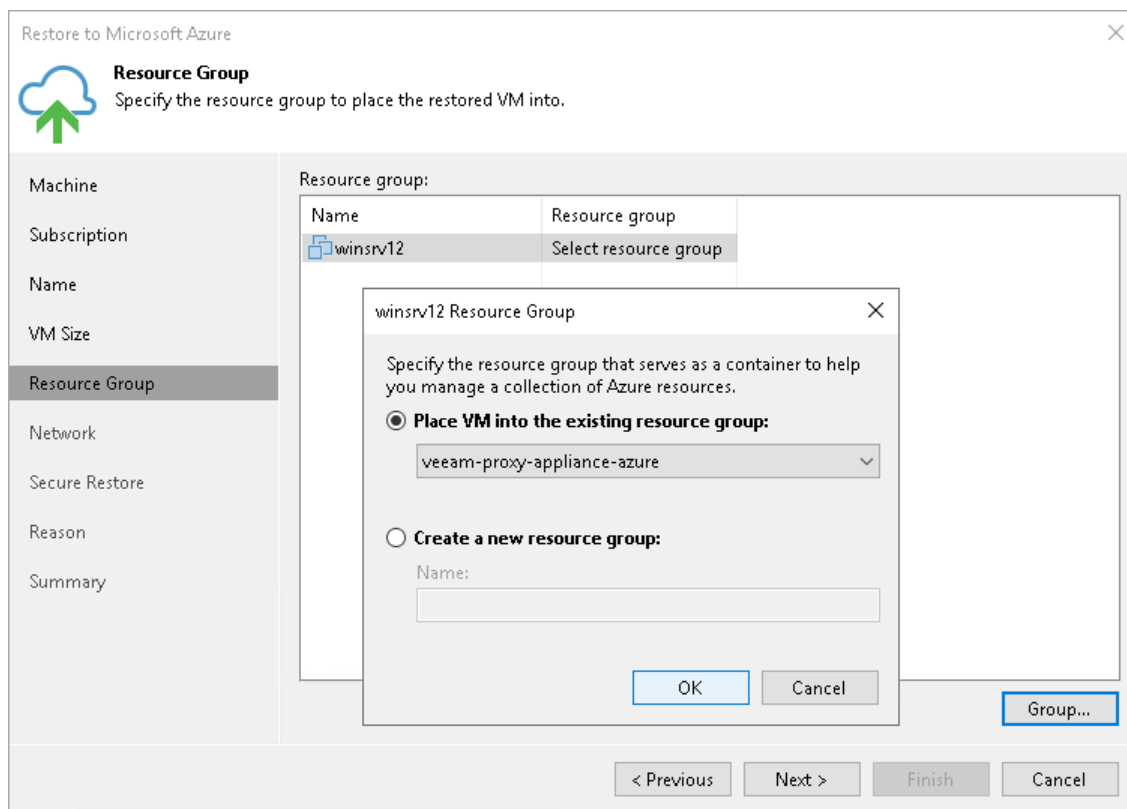 Restore to Microsoft Azure
Resource Group
Specify the resource group to place the restored VM into.
Machine
Subscription
Name
VM Size
Resource Group
Network
Secure Restore
Reason
Summary
Resource group:
Name Resource group
winsrv12 Select resource group
winsrv12 Resource Group
Specify the resource group that serves as a container to help
you manage a collection of Azure resources.
Place VM into the existing resource group:
veeam-proxy-appliance-azure
Create a new resource group:
Name:
OK Cancel
Group...
< Previous Next > Finish Cancel